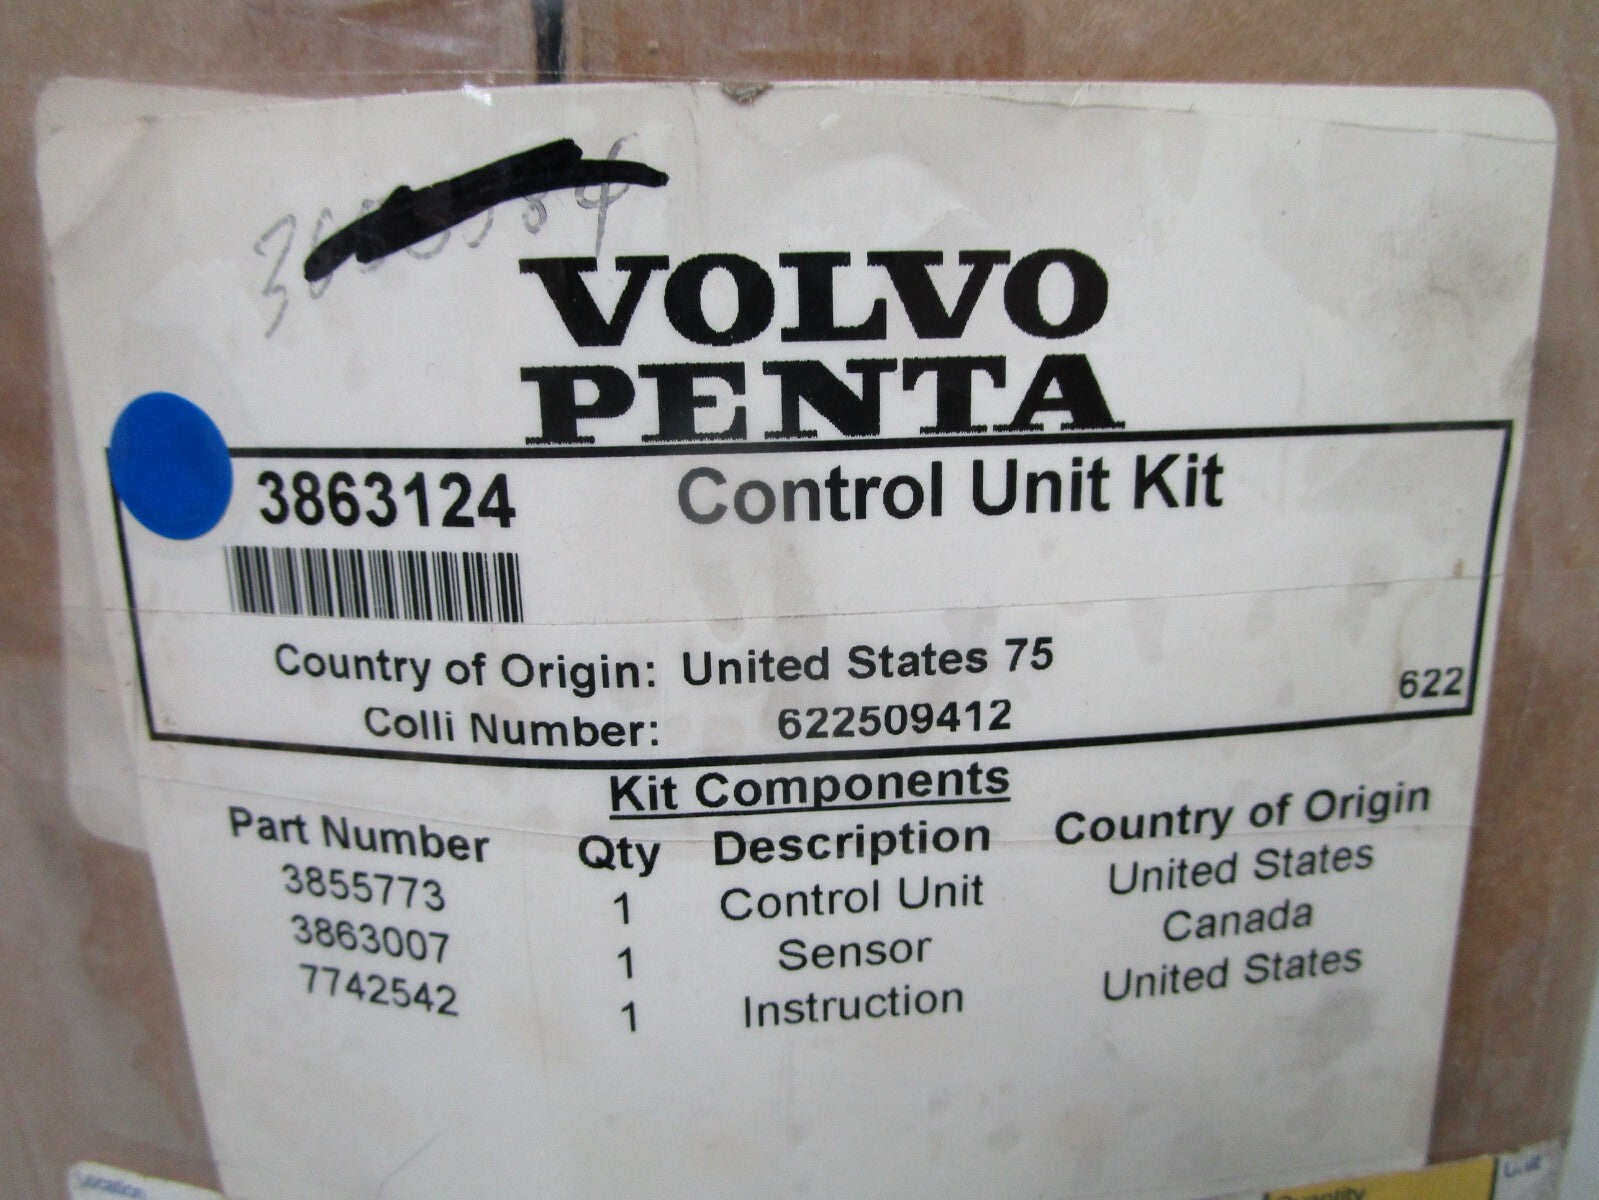 VOLVO
PENTA
3863124 Control Unit Kit
Country of Origin: United States 75
622
Colli Number: 622509412
Kit Components
Part Number Qty Description Country of Origin
3855773 1 Control Unit United States
3863007 1 Sensor Canada
7742542 1 Instruction United States
Location Quantity